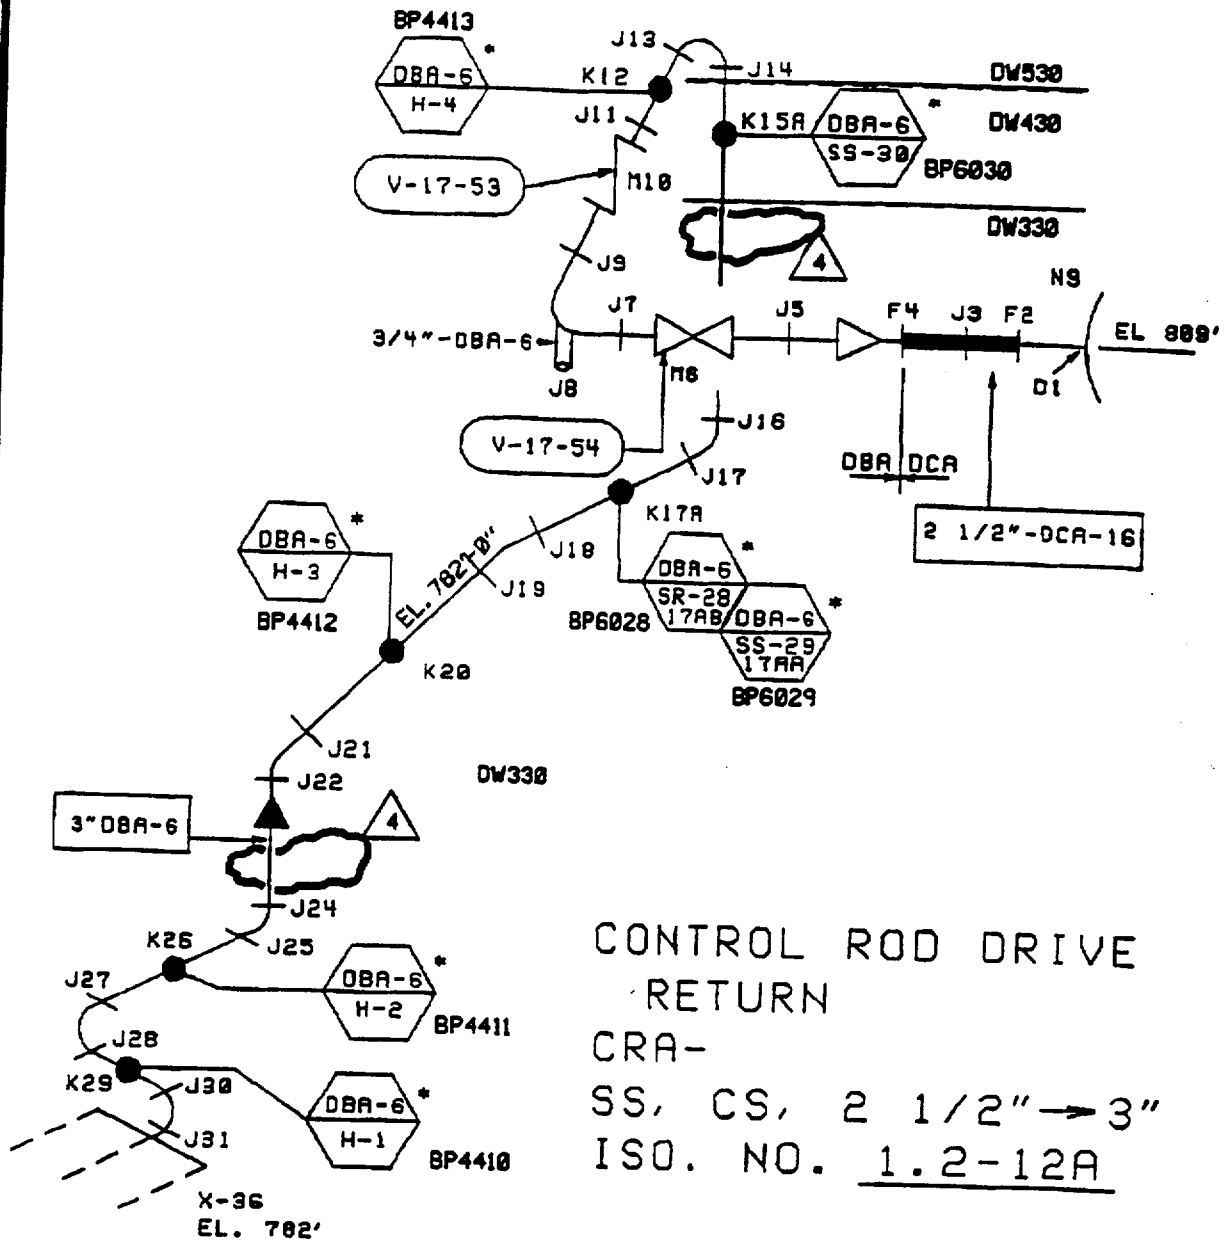 BP4413
*
DBA-6
H-4
K12
J13
J14
DW530
J11
K15A
DBA-6
SS-30
*
DW430
BP6030
V-17-53
M10
DW330
4
J9
N9
J7
J5
F4
J3
F2
EL 809'
3/4"-DBA-6
M6
D1
J8
J16
V-17-54
DBA
DCA
J17
2 1/2"-DCA-16
K17A
*
DBA-6
H-3
BP4412
J18
EL. 782'-0"
J19
*
DBA-6
SR-28
17AB
BP6028
*
DBA-6
SS-29
17AA
BP6029
K20
J21
DW330
J22
3"DBA-6
4
J24
J25
K26
*
DBA-6
H-2
BP4411
J27
J28
K29
J30
*
DBA-6
H-1
BP4410
J31
X-36
EL. 782'
CONTROL ROD DRIVE
RETURN
CRA-
SS, CS, 2 1/2"→3"
ISO. NO. 1.2-12A